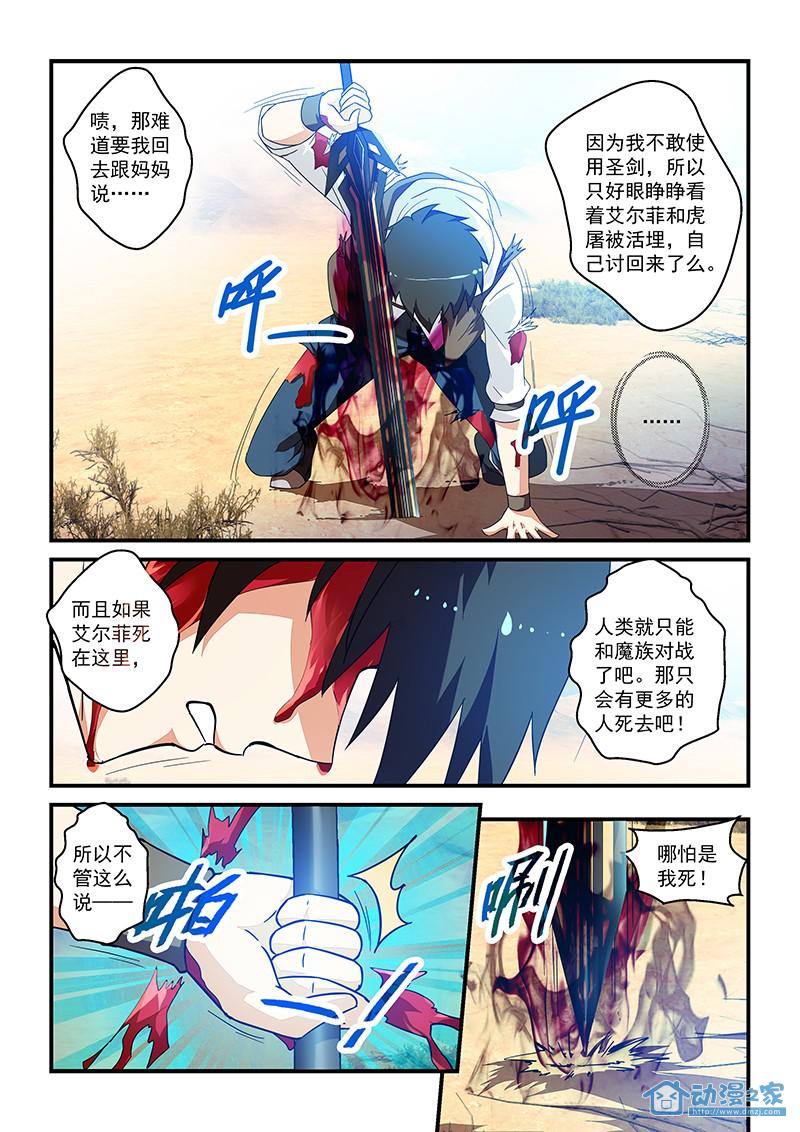 啧，那难
道要我回
去跟妈妈
说……
因为我不敢使
用圣剑，所以
只好眼睁睁看
着艾尔菲和虎
屠被活埋，自
己讨回来了么。
呼
一
呼
一
……
而且如果
艾尔菲死
在这里，
人类就只能
和魔族对战
了吧。那只
会有更多的
人死去吧！
所以不
管这么
说——
啪
一！
唰
哪怕是
我死！
动漫之家
http://www.dmzj.com